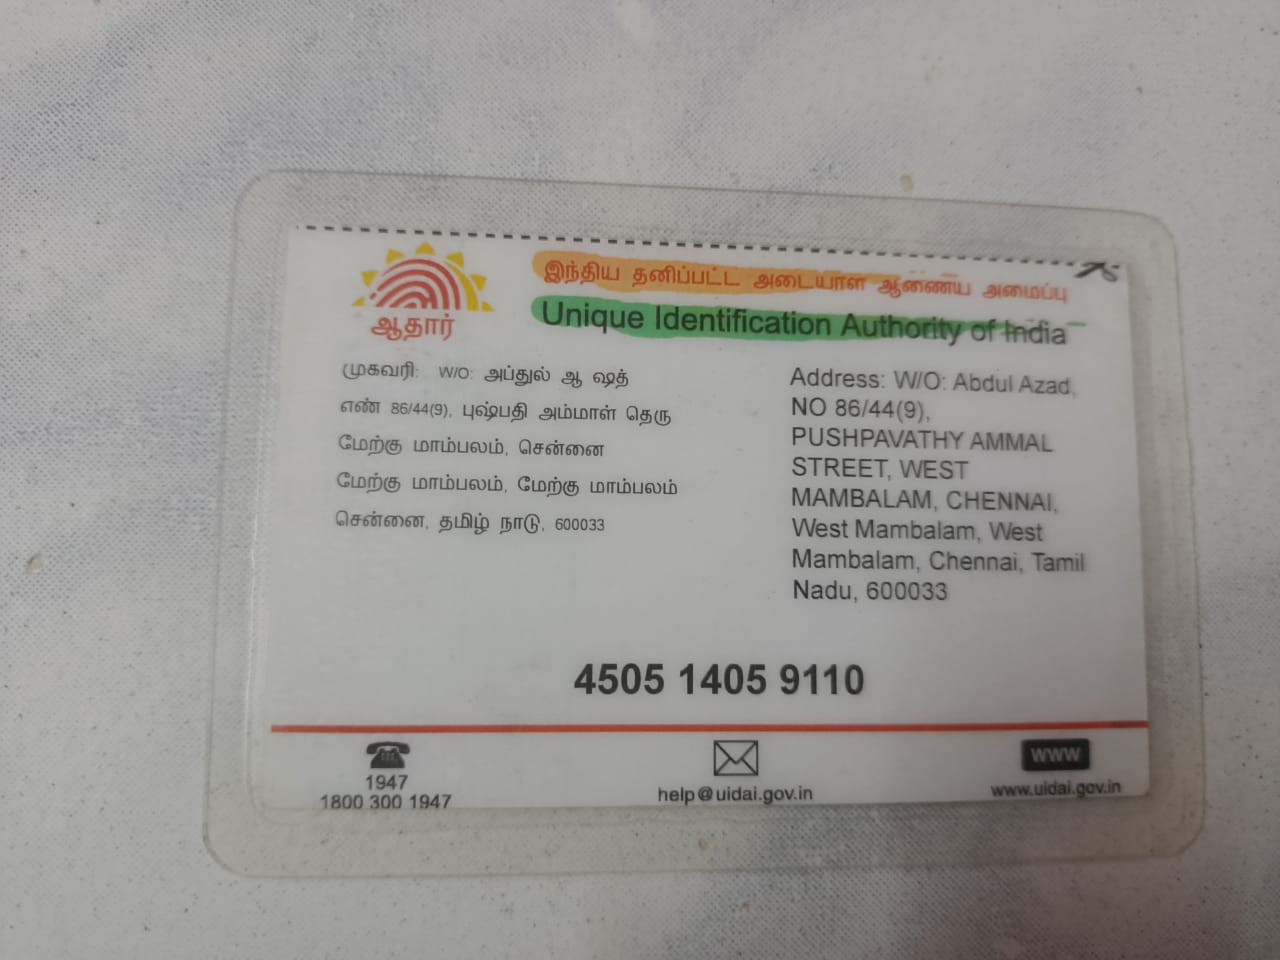 இந்திய தனிப்பட்ட அடையாள ஆணைய அமைப்பு
Unique Identification Authority of India
ஆதார்
முகவரி: W/O: அப்துல் ஆ ஷத்
எண் 86/44(9), புஷ்பதி அம்மாள் தெரு
மேற்கு மாம்பலம், சென்னை
மேற்கு மாம்பலம், மேற்கு மாம்பலம்
சென்னை, தமிழ் நாடு, 600033
Address: W/O: Abdul Azad,
NO 86/44(9),
PUSHPAVATHY AMMAL
STREET, WEST
MAMBALAM, CHENNAI,
West Mambalam, West
Mambalam, Chennai, Tamil
Nadu, 600033
4505 1405 9110
1947
1800 300 1947
help@uidai.gov.in
WWW
www.uidai.gov.in